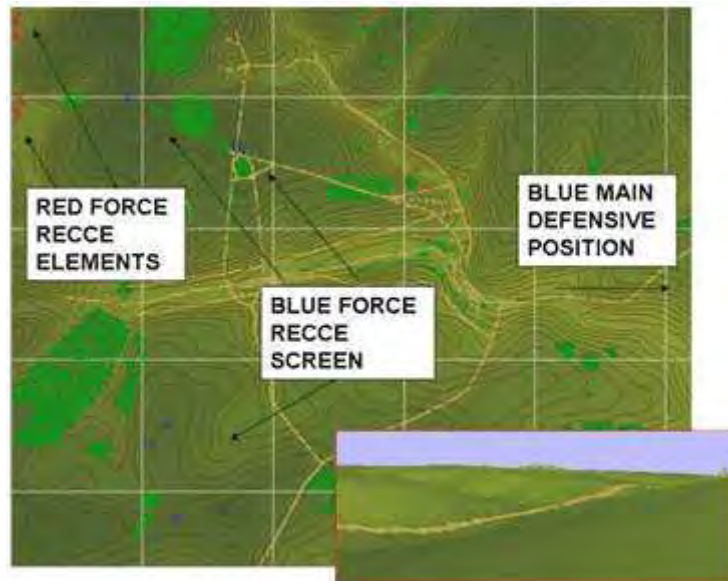 RED FORCE
RECCE
ELEMENTS
BLUE MAIN
DEFENSIVE
POSITION
BLUE FORCE
RECCE
SCREEN